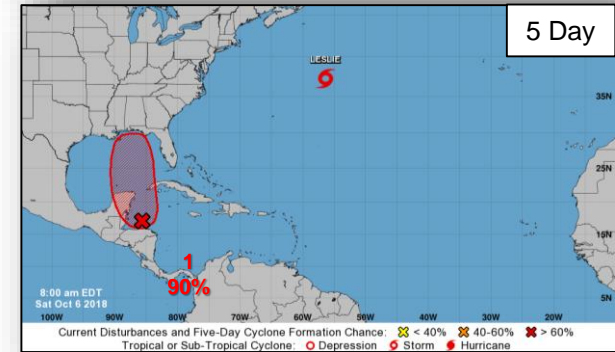 5 Day
LESLIE
35N
25N
15N
5N
1
90%
8:00 am EDT
Sat Oct 6 2018
100W 90W 80W 70W 60W 50W 40W 30W 20W
Current Disturbances and Five-Day Cyclone Formation Chance: < 40% 40-60% > 60%
Tropical or Sub-Tropical Cyclone: Depression Storm Hurricane